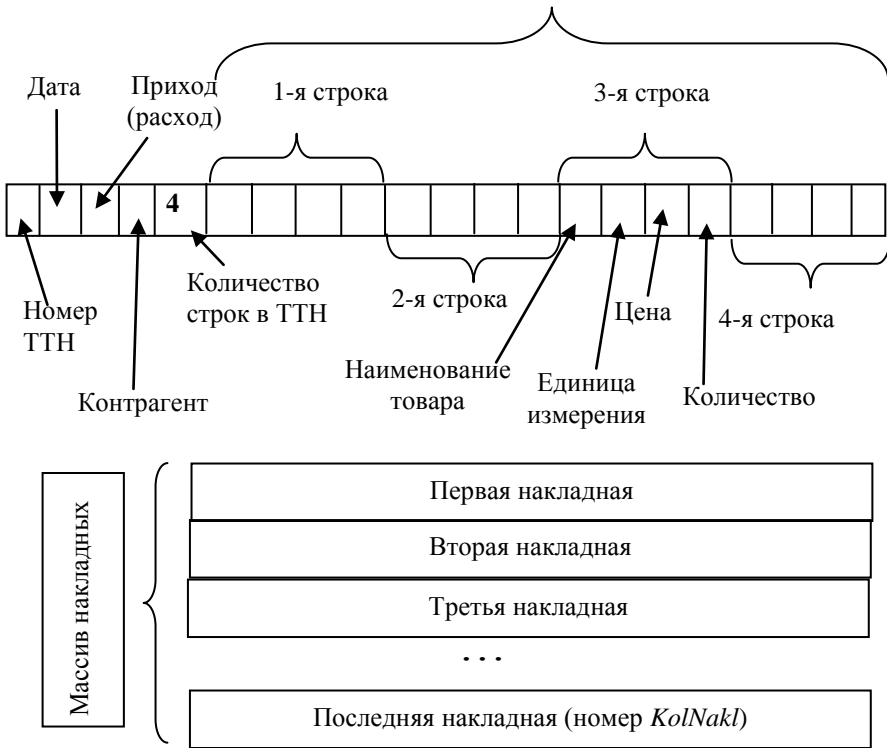 Дата
Приход
(расход)
1-я строка
3-я строка
4
Номер
ТТН
Контрагент
Количество
строк в ТТН
2-я строка
Наименование
товара
Единица
измерения
Цена
Количество
4-я строка
Массив накладных
Первая накладная
Вторая накладная
Третья накладная
. . .
Последняя накладная (номер KolNakl)